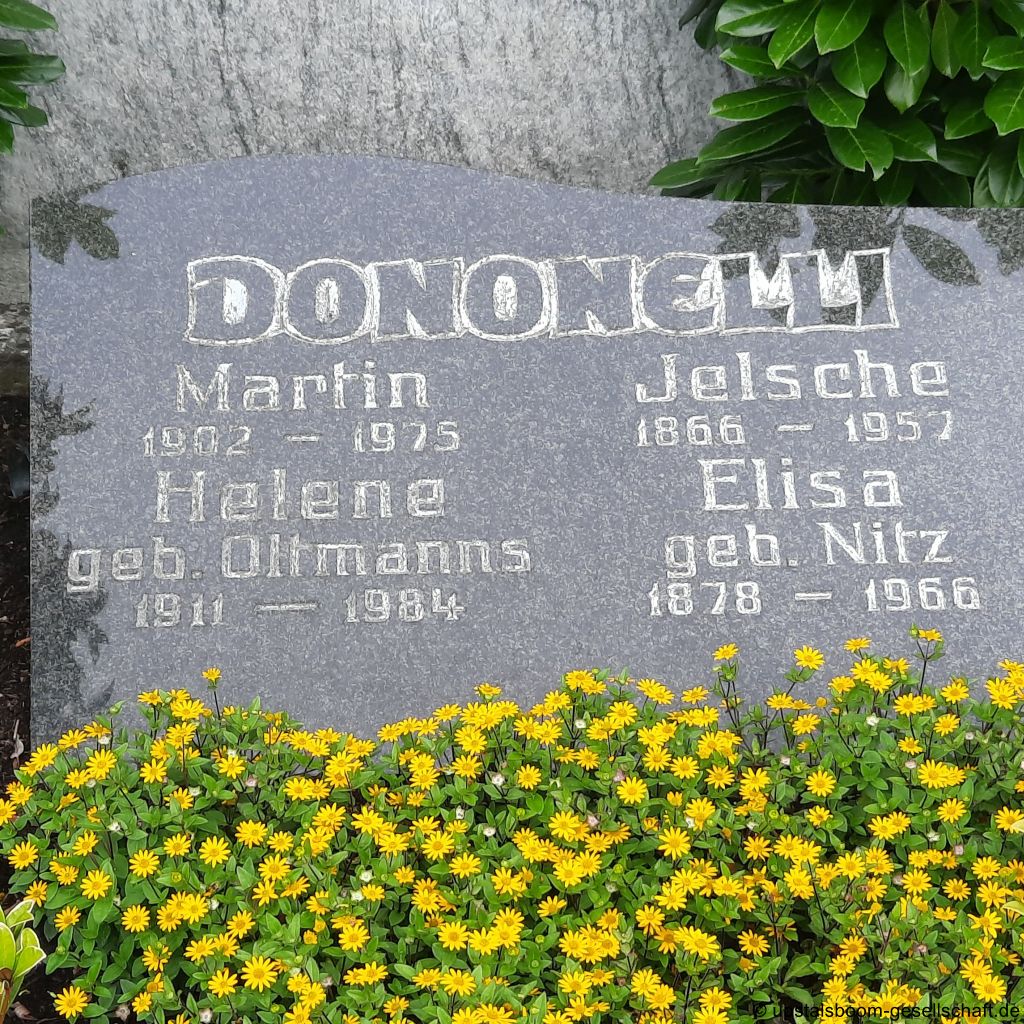 DONONELLI
Martin
1902 – 1975
Helene
geb. Oltmanns
1911 – 1984
Jelsche
1866 – 1957
Elisa
geb. Nitz
1878 – 1966
© upstalsboom-gesellschaft.de